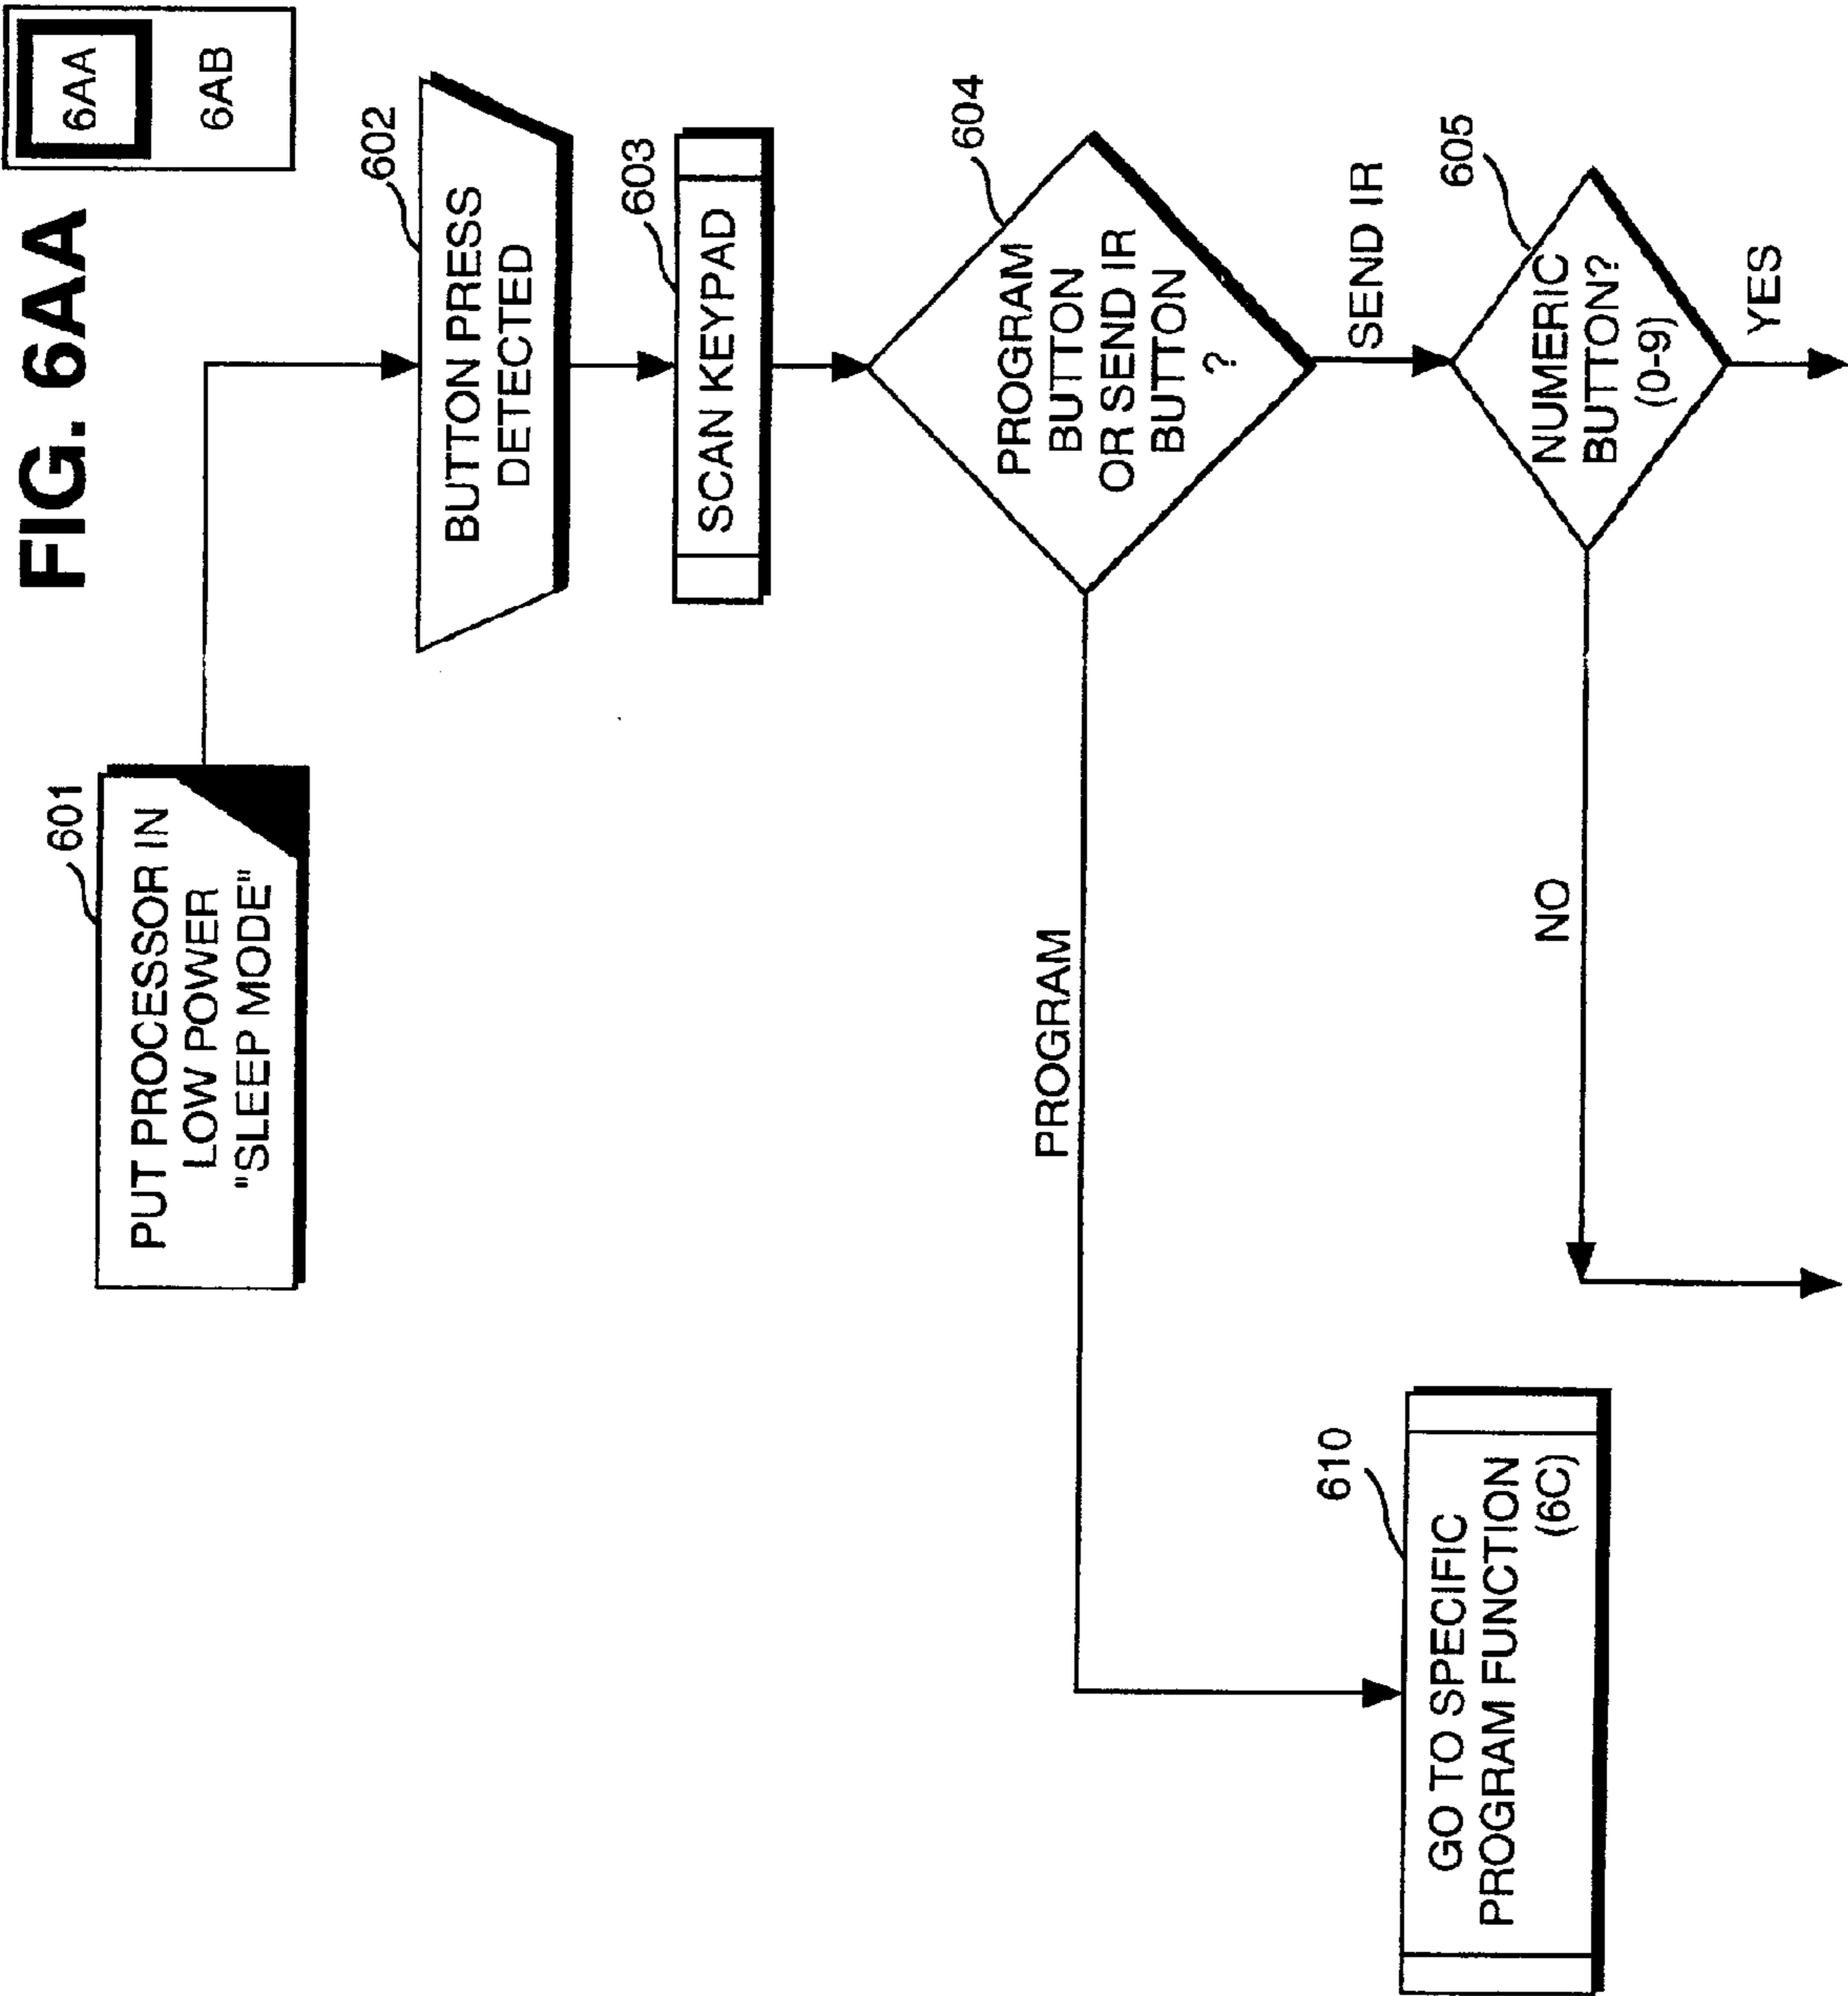 FIG. 6AA
6AA
6AB
601
PUT PROCESSOR IN
LOW POWER
"SLEEP MODE"
602
BUTTON PRESS
DETECTED
603
SCAN KEYPAD
604
PROGRAM
BUTTON
OR SEND IR
BUTTON
?
PROGRAM
SEND IR
610
GO TO SPECIFIC
PROGRAM FUNCTION
(6C)
605
NUMERIC
BUTTON?
(0-9)
NO
YES